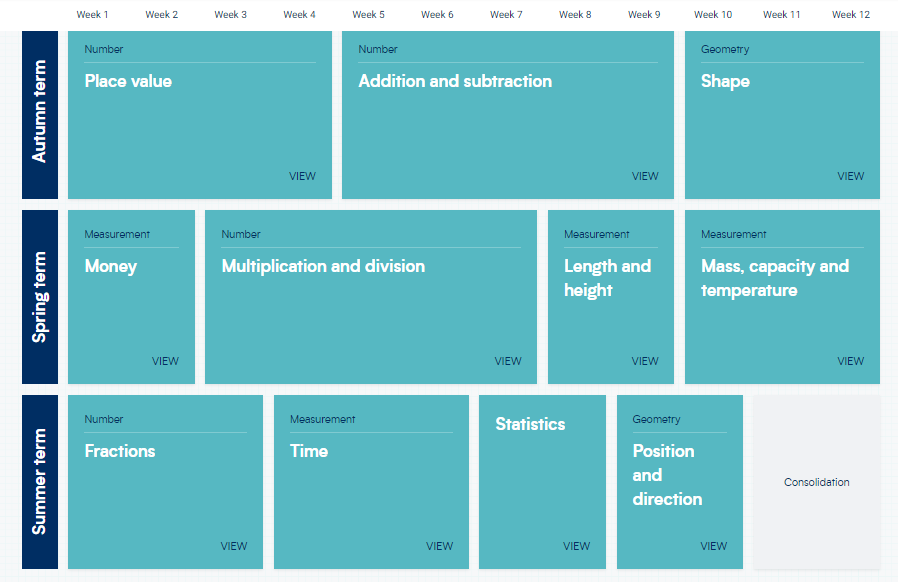 Week 1 Week 2 Week 3 Week 4 Week 5 Week 6 Week 7 Week 8 Week 9 Week 10 Week 11 Week 12
Autumn term
Number
Place value
VIEW
Number
Addition and subtraction
VIEW
Geometry
Shape
VIEW
Spring term
Measurement
Money
VIEW
Number
Multiplication and division
VIEW
Measurement
Length and
height
VIEW
Measurement
Mass, capacity and
temperature
VIEW
Summer term
Number
Fractions
VIEW
Measurement
Time
VIEW
Statistics
VIEW
Geometry
Position
and
direction
VIEW
Consolidation